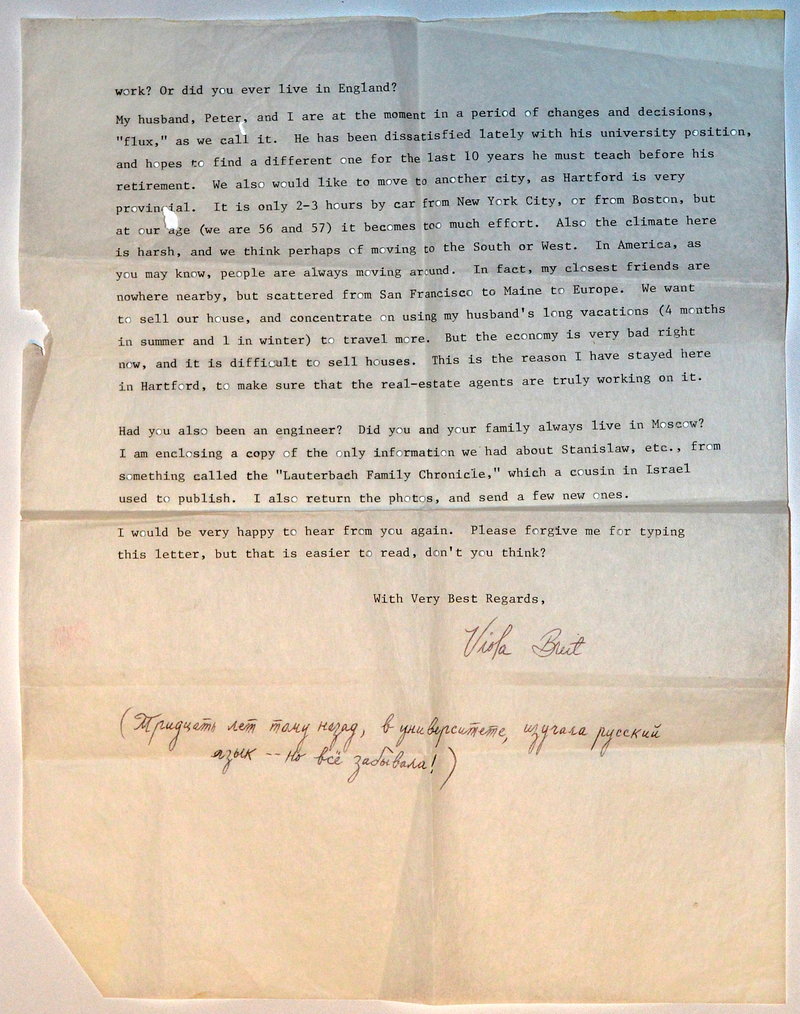 work? Or did you ever live in England?
My husband, Peter, and I are at the moment in a period of changes and decisions,
"flux," as we call it. He has been dissatisfied lately with his university position,
and hopes to find a different one for the last 10 years he must teach before his
retirement. We also would like to move to another city, as Hartford is very
provincial. It is only 2-3 hours by car from New York City, or from Boston, but
at our age (we are 56 and 57) it becomes too much effort. Also the climate here
is harsh, and we think perhaps of moving to the South or West. In America, as
you may know, people are always moving around. In fact, my closest friends are
nowhere nearby, but scattered from San Francisco to Maine to Europe. We want
to sell our house, and concentrate on using my husband's long vacations (4 months
in summer and 1 in winter) to travel more. But the economy is very bad right
now, and it is difficult to sell houses. This is the reason I have stayed here
in Hartford, to make sure that the real-estate agents are truly working on it.
Had you also been an engineer? Did you and your family always live in Moscow?
I am enclosing a copy of the only information we had about Stanislaw, etc., from
something called the "Lauterbach Family Chronicle," which a cousin in Israel
used to publish. I also return the photos, and send a few new ones.
I would be very happy to hear from you again. Please forgive me for typing
this letter, but that is easier to read, don't you think?
With Very Best Regards,
Viola Breit
(Тридцать лет тому назад, в университете, изучала русский
язык -- но всё забывала!)